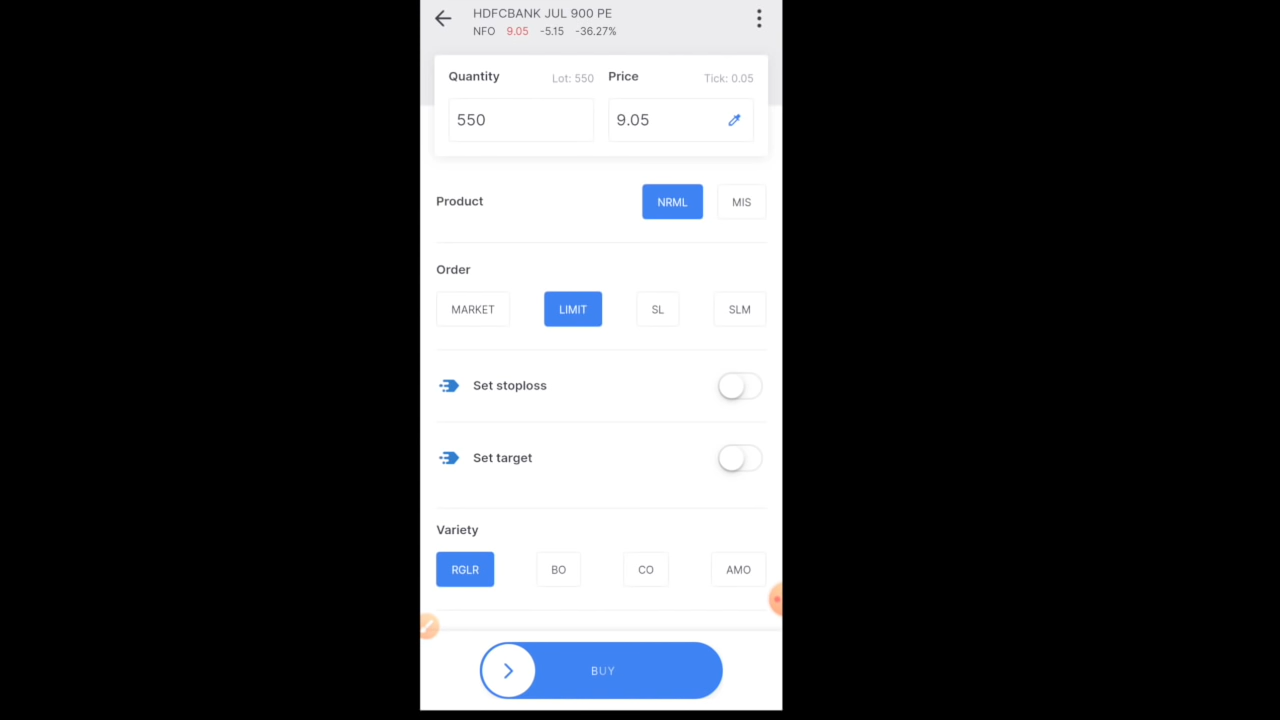 HDFCBANK JUL 900 PE
NFO 9.05 -5.15 -36.27%
Quantity Lot: 550 Price Tick: 0.05
550 9.05
Product NRML MIS
Order
MARKET LIMIT SL SLM
Set stoploss
Set target
Variety
RGLR BO CO AMO
BUY